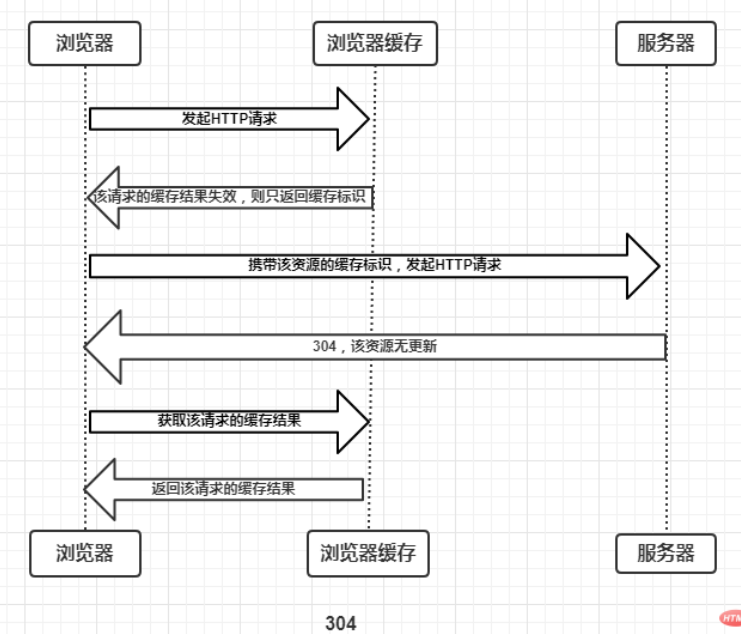 浏览器 浏览器缓存 服务器
发起HTTP请求
该请求的缓存结果失效，则只返回缓存标识
携带该资源的缓存标识，发起HTTP请求
304，该资源无更新
获取该请求的缓存结果
返回该请求的缓存结果
浏览器 浏览器缓存 服务器
304